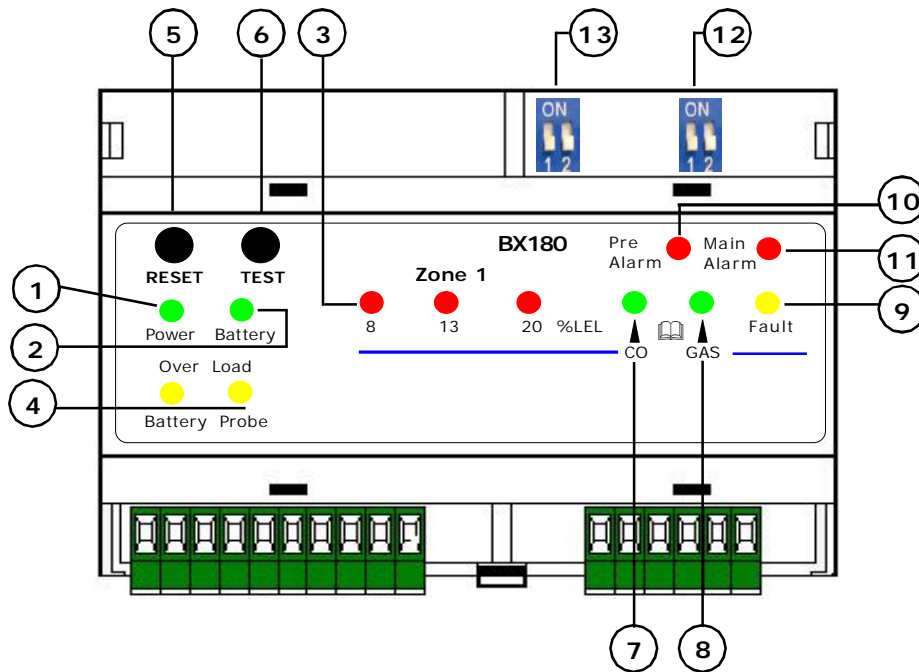 5 6 3 13 12
ON ON
1 2 1 2
10
BX180 Pre Alarm Main Alarm
RESET TEST
11
Zone 1
1
9
8 13 20 %LEL Fault
Power Battery
2
CO GAS
Over Load
4
Battery Probe
7 8